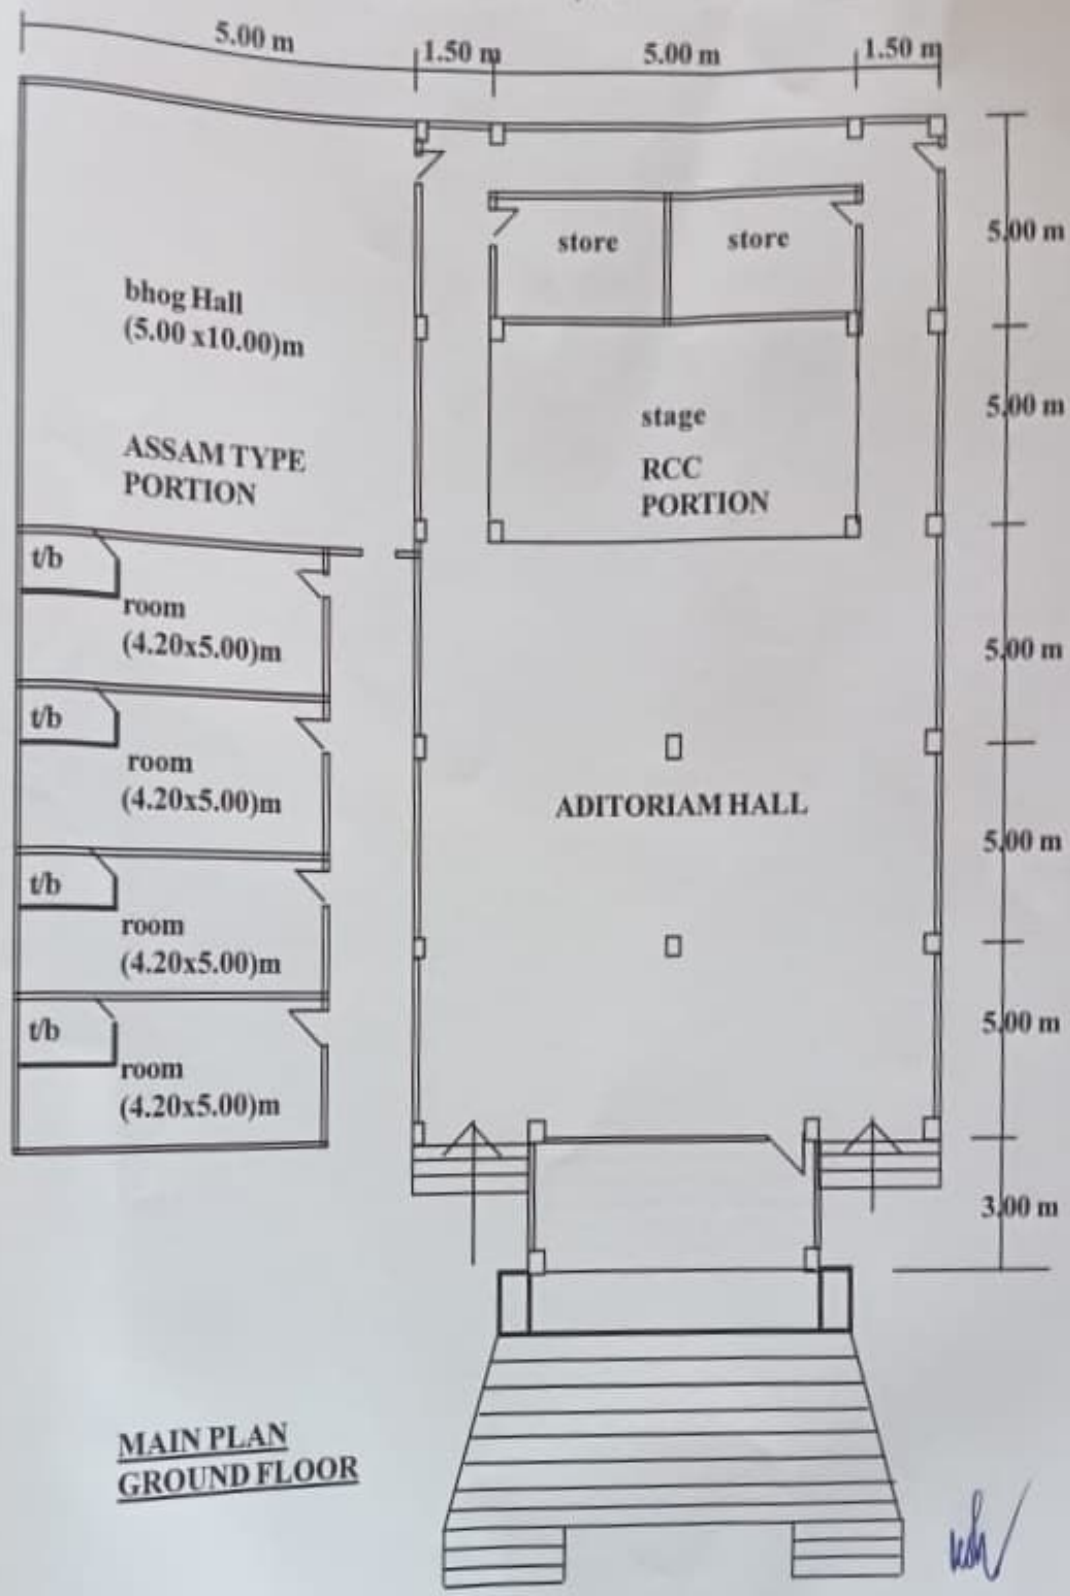 5.00 m
1.50 m
5.00 m
1.50 m
store
store
5.00 m
bhog Hall
(5.00 x10.00)m
stage
5.00 m
ASSAM TYPE
PORTION
RCC
PORTION
t/b
room
(4.20x5.00)m
5.00 m
t/b
room
(4.20x5.00)m
ADITORIAM HALL
5.00 m
t/b
room
(4.20x5.00)m
5.00 m
t/b
room
(4.20x5.00)m
3.00 m
MAIN PLAN
GROUND FLOOR